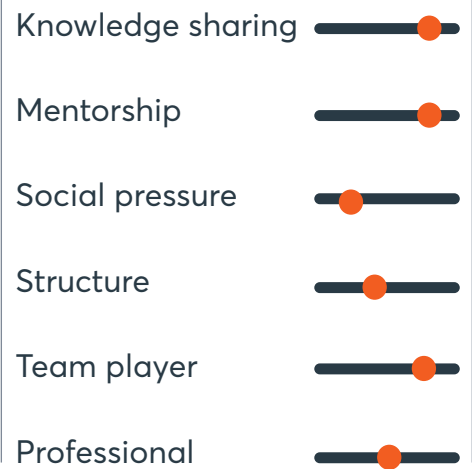 Knowledge sharing
Mentorship
Social pressure
Structure
Team player
Professional